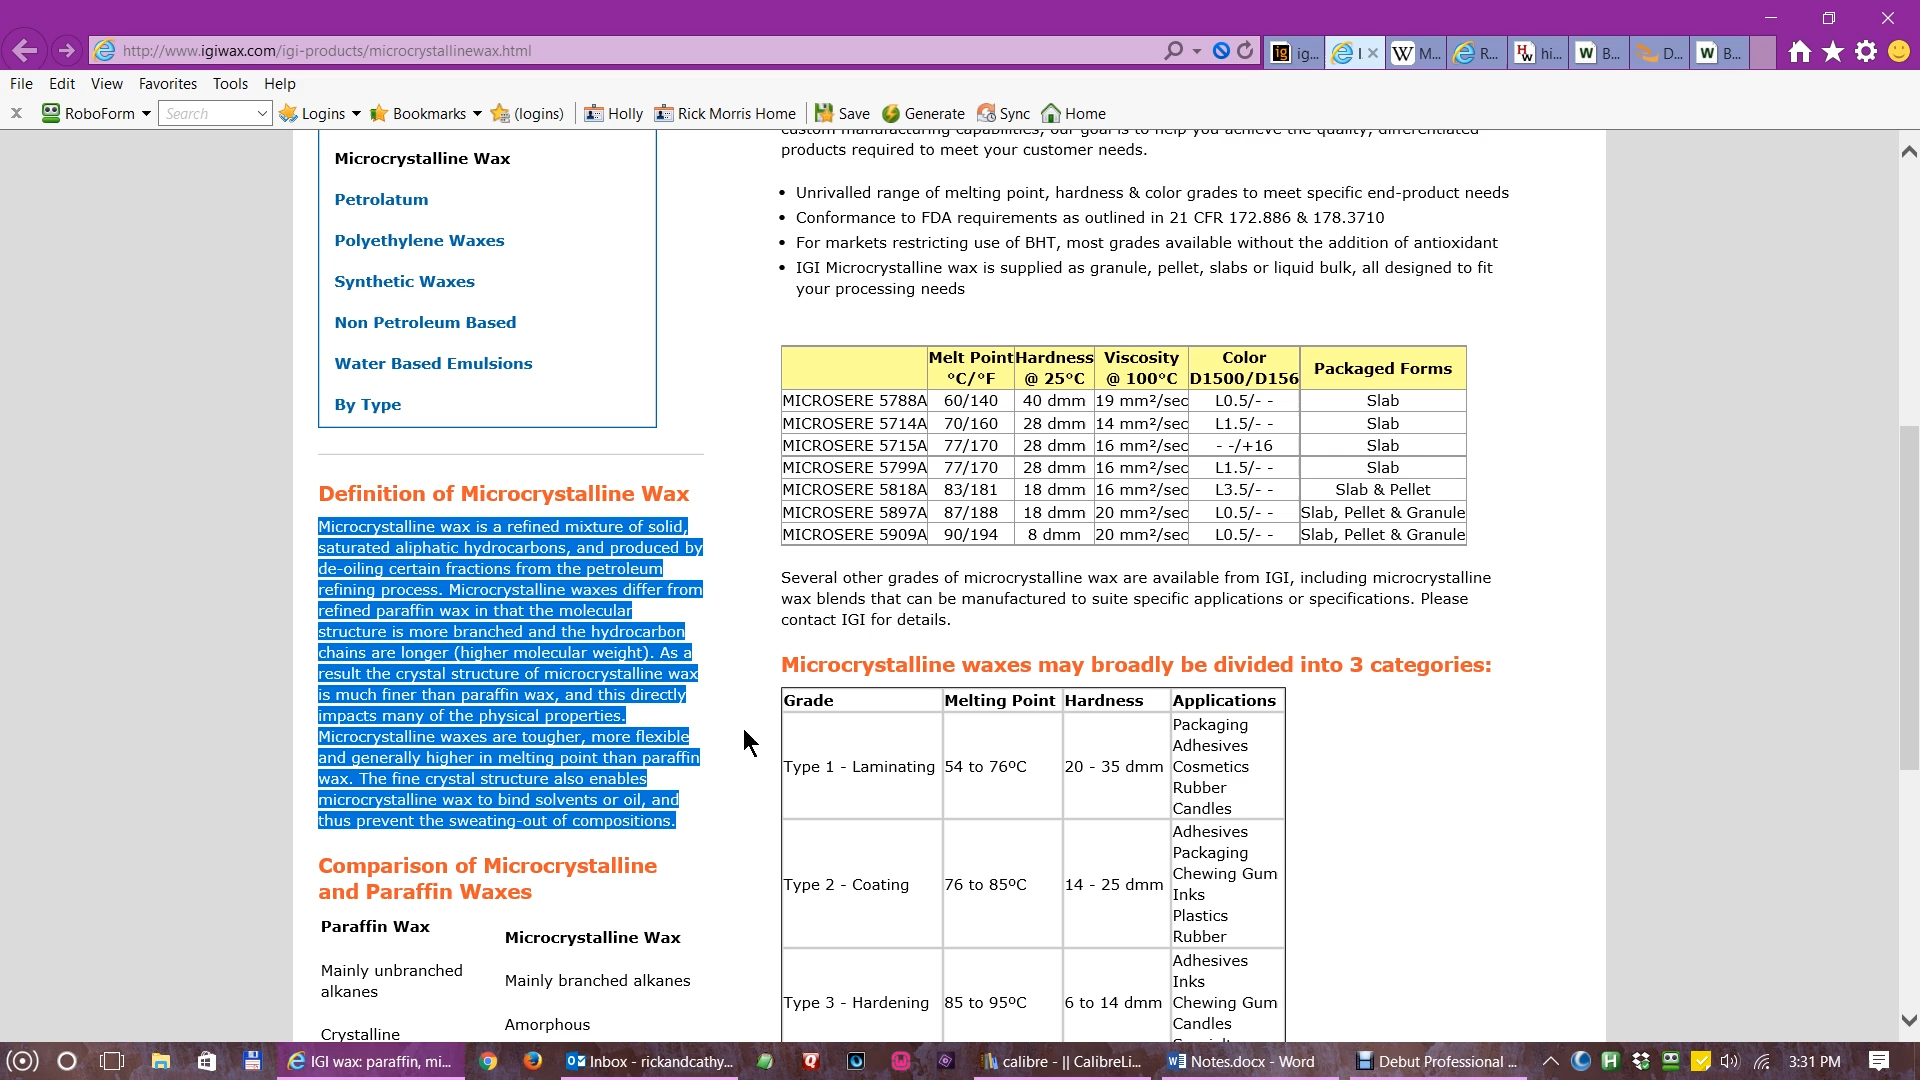 http://www.igiwax.com/igi-products/microcrystallinewax.html
ig...
I
M...
R...
hi...
B...
D...
B...
File Edit View Favorites Tools Help
RoboForm Search Logins Bookmarks (logins) Holly Rick Morris Home Save Generate Sync Home
Microcrystalline Wax
Petrolatum
Polyethylene Waxes
Synthetic Waxes
Non Petroleum Based
Water Based Emulsions
By Type
Definition of Microcrystalline Wax
Microcrystalline wax is a refined mixture of solid,
saturated aliphatic hydrocarbons, and produced by
de-oiling certain fractions from the petroleum
refining process. Microcrystalline waxes differ from
refined paraffin wax in that the molecular
structure is more branched and the hydrocarbon
chains are longer (higher molecular weight). As a
result the crystal structure of microcrystalline wax
is much finer than paraffin wax, and this directly
impacts many of the physical properties.
Microcrystalline waxes are tougher, more flexible
and generally higher in melting point than paraffin
wax. The fine crystal structure also enables
microcrystalline wax to bind solvents or oil, and
thus prevent the sweating-out of compositions.
Comparison of Microcrystalline
and Paraffin Waxes
Paraffin Wax
Microcrystalline Wax
Mainly unbranched
alkanes
Mainly branched alkanes
Crystalline
Amorphous
custom manufacturing capabilities, our goal is to help you achieve the quality, differentiated
products required to meet your customer needs.
• Unrivalled range of melting point, hardness & color grades to meet specific end-product needs
• Conformance to FDA requirements as outlined in 21 CFR 172.886 & 178.3710
• For markets restricting use of BHT, most grades available without the addition of antioxidant
• IGI Microcrystalline wax is supplied as granule, pellet, slabs or liquid bulk, all designed to fit
your processing needs
Melt Point Hardness Viscosity Color Packaged Forms
°C/°F @ 25°C @ 100°C D1500/D156
MICROSERE 5788A 60/140 40 dmm 19 mm²/sec L0.5/- - Slab
MICROSERE 5714A 70/160 28 dmm 14 mm²/sec L1.5/- - Slab
MICROSERE 5715A 77/170 28 dmm 16 mm²/sec - -/+16 Slab
MICROSERE 5799A 77/170 28 dmm 16 mm²/sec L1.5/- - Slab
MICROSERE 5818A 83/181 18 dmm 16 mm²/sec L3.5/- - Slab & Pellet
MICROSERE 5897A 87/188 18 dmm 20 mm²/sec L0.5/- - Slab, Pellet & Granule
MICROSERE 5909A 90/194 8 dmm 20 mm²/sec L0.5/- - Slab, Pellet & Granule
Several other grades of microcrystalline wax are available from IGI, including microcrystalline
wax blends that can be manufactured to suite specific applications or specifications. Please
contact IGI for details.
Microcrystalline waxes may broadly be divided into 3 categories:
Grade Melting Point Hardness Applications
Type 1 - Laminating 54 to 76ºC 20 - 35 dmm
Packaging
Adhesives
Cosmetics
Rubber
Candles
Type 2 - Coating 76 to 85ºC 14 - 25 dmm
Adhesives
Packaging
Chewing Gum
Inks
Plastics
Rubber
Type 3 - Hardening 85 to 95ºC 6 to 14 dmm
Adhesives
Inks
Chewing Gum
Candles
IGI wax: paraffin, mi...
Inbox - rickandcathy...
calibre - || CalibreLi...
Notes.docx - Word
Debut Professional ...
3:31 PM